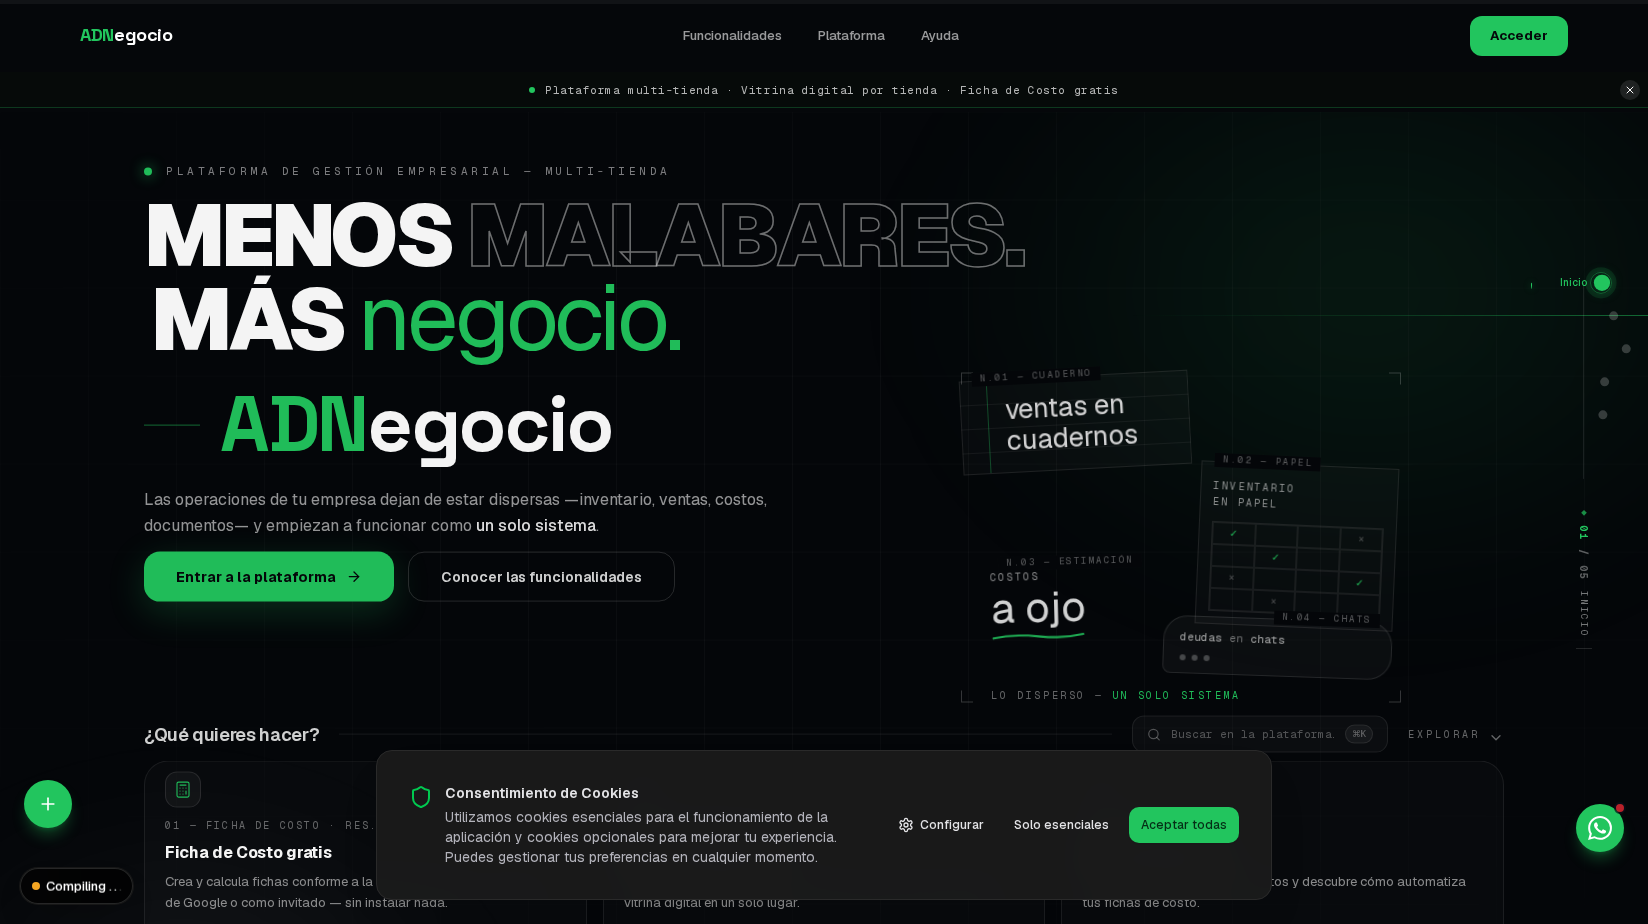 ADNegocio
Funcionalidades
Plataforma
Ayuda
Acceder
Plataforma multi-tienda · Vitrina digital por tienda · Ficha de Costo gratis
PLATAFORMA DE GESTIÓN EMPRESARIAL — MULTI-TIENDA
MENOS MALABARES.
MÁS negocio.
ADNegocio
Las operaciones de tu empresa dejan de estar dispersas —inventario, ventas, costos,
documentos— y empiezan a funcionar como un solo sistema.
Entrar a la plataforma
Conocer las funcionalidades
Inicio
N.01 — CUADERNO
ventas en
cuadernos
N.02 — PAPEL
INVENTARIO
EN PAPEL
N.03 — ESTIMACIÓN
COSTOS
a ojo
N.04 — CHATS
deudas en chats
LO DISPERSO — UN SOLO SISTEMA
01 / 05 INICIO
¿Qué quieres hacer?
Buscar en la plataforma.
⌘K
EXPLORAR
01 — FICHA DE COSTO · RES.
Ficha de Costo gratis
Crea y calcula fichas conforme a la
de Google o como invitado — sin instalar nada.
vitrina digital en un solo lugar.
tos y descubre cómo automatiza
tus fichas de costo.
Consentimiento de Cookies
Utilizamos cookies esenciales para el funcionamiento de la
aplicación y cookies opcionales para mejorar tu experiencia.
Puedes gestionar tus preferencias en cualquier momento.
Configurar
Solo esenciales
Aceptar todas
Compiling...